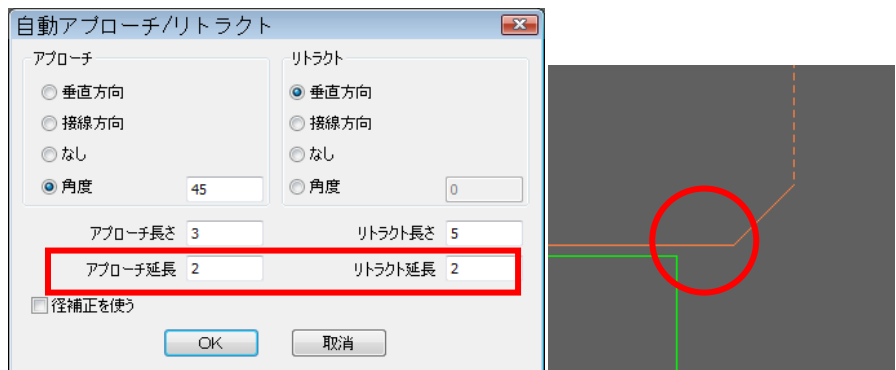 自動アプローチ/リトラクト
アプローチ
リトラクト
垂直方向
垂直方向
接線方向
接線方向
なし
なし
角度 45
角度 0
アプローチ長さ 3
リトラクト長さ 5
アプローチ延長 2
リトラクト延長 2
径補正を使う
OK
取消